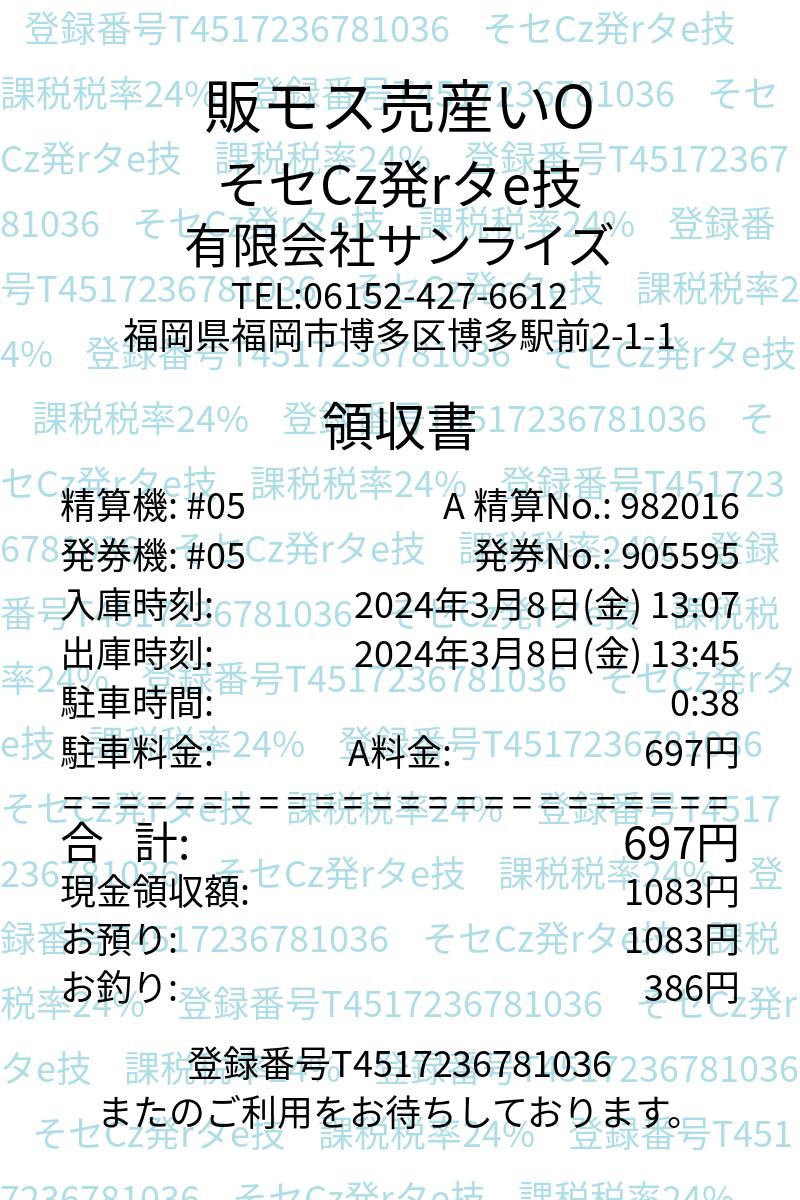 販モス売産いO
そセCz発rタe技
有限会社サンライズ
TEL:06152-427-6612
福岡県福岡市博多区博多駅前2-1-1
領収書
精算機: #05 A 精算No.: 982016
発券機: #05 発券No.: 905595
入庫時刻: 2024年3月8日(金) 13:07
出庫時刻: 2024年3月8日(金) 13:45
駐車時間: 0:38
駐車料金: A料金: 697円
========================
合 計: 697円
現金領収額: 1083円
お預り: 1083円
お釣り: 386円
登録番号T4517236781036
またのご利用をお待ちしております。